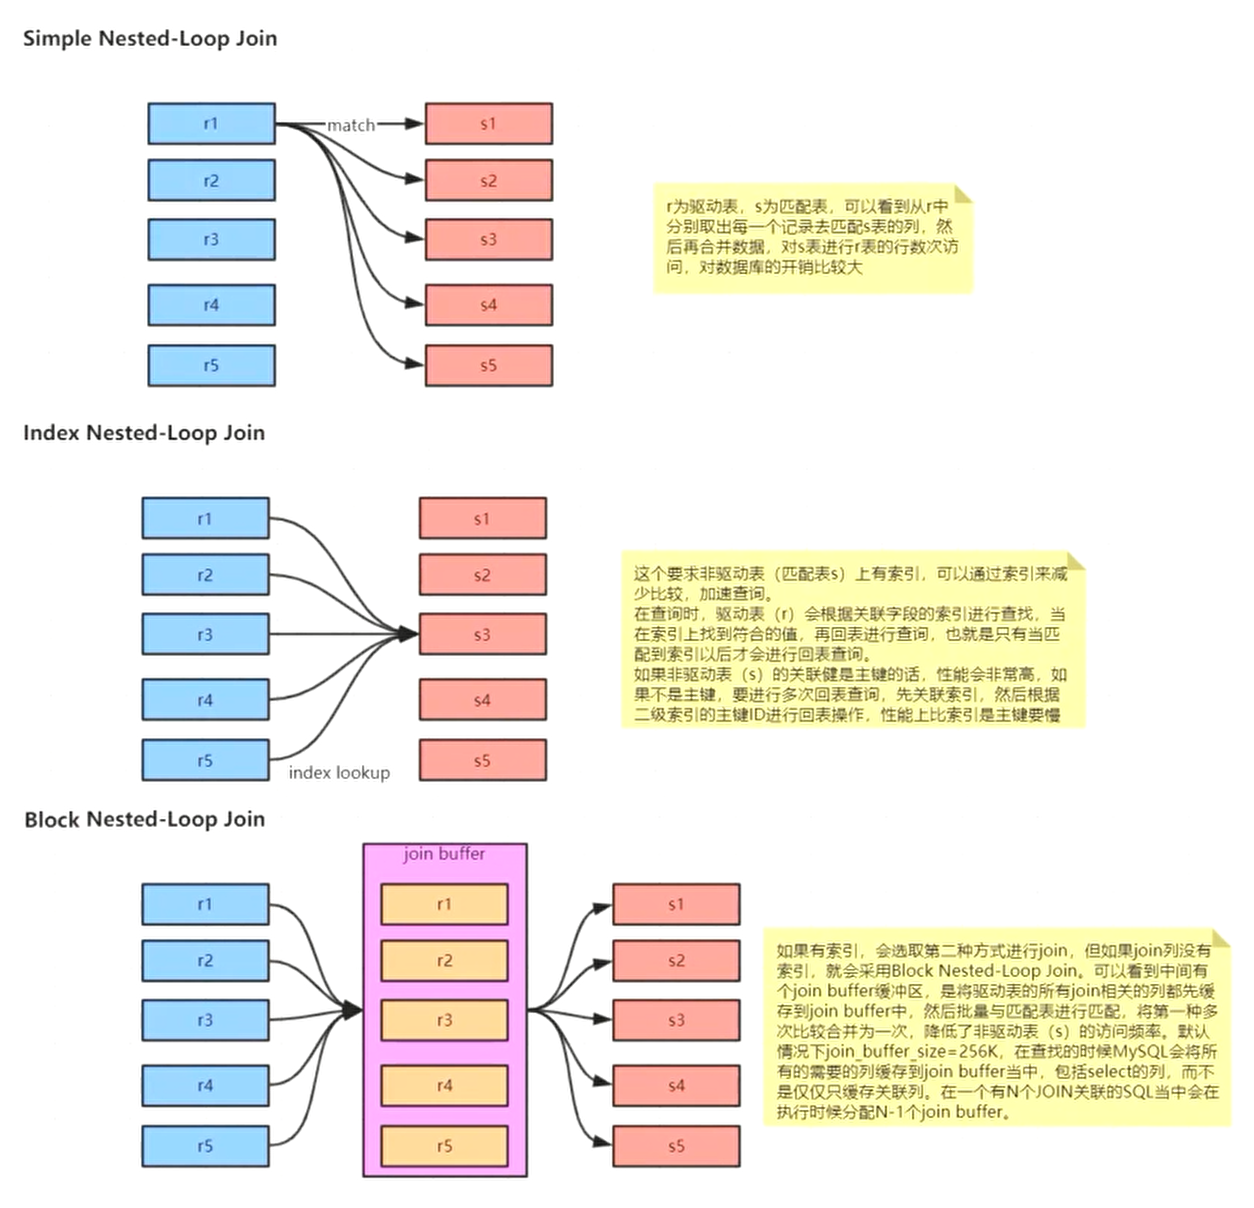 Simple Nested-Loop Join
r1
match
s1
r2
s2
r3
s3
r4
s4
r5
s5
r为驱动表，s为匹配表，可以看到从r中
分别取出每一个记录去匹配s表的列，然
后再合并数据，对s表进行r表的行数次访
问，对数据库的开销比较大
Index Nested-Loop Join
r1
s1
r2
s2
r3
s3
r4
s4
r5
s5
index lookup
这个要求非驱动表（匹配表s）上有索引，可以通过索引来减
少比较，加速查询。
在查询时，驱动表（r）会根据关联字段的索引进行查找，当
在索引上找到符合的值，再回表进行查询，也就是只有当匹
配到索引以后才会进行回表查询。
如果非驱动表（s）的关联健是主键的话，性能会非常高，如
果不是主键，要进行多次回表查询，先关联索引，然后根据
二级索引的主键ID进行回表操作，性能上比索引是主键要慢
Block Nested-Loop Join
join buffer
r1
r1
s1
r2
r2
s2
r3
r3
s3
r4
r4
s4
r5
r5
s5
如果有索引，会选取第二种方式进行join，但如果join列没有
索引，就会采用Block Nested-Loop Join。可以看到中间有
个join buffer缓冲区，是将驱动表的所有join相关的列都先缓
存到join buffer中，然后批量与匹配表进行匹配，将第一种多
次比较合并为一次，降低了非驱动表（s）的访问频率。默认
情况下join_buffer_size=256K，在查找的时候MySQL会将所
有的需要的列缓存到join buffer当中，包括select的列，而不
是仅仅只缓存关联列。在一个有N个JOIN关联的SQL当中会在
执行时候分配N-1个join buffer。